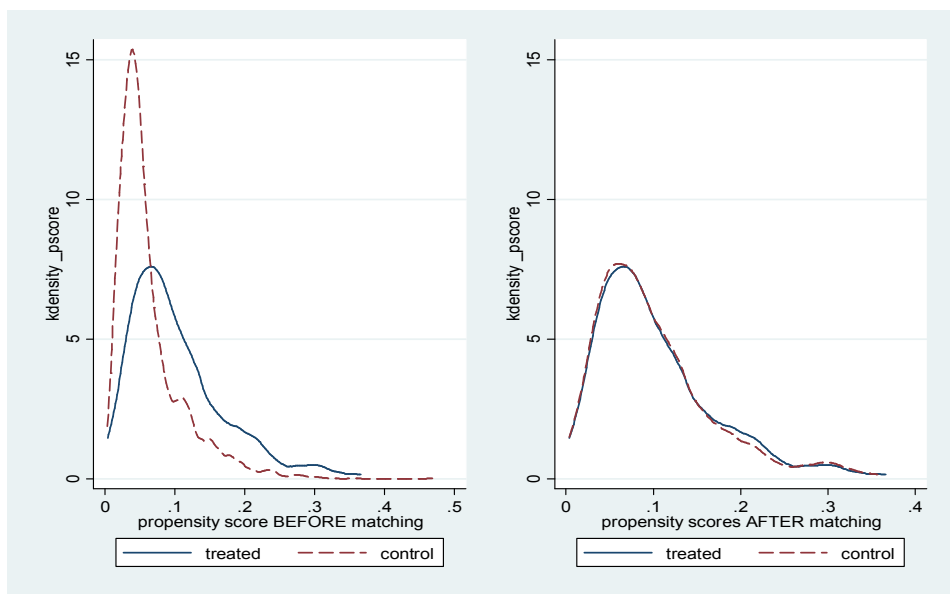 kdensity _pscore
15
10
5
0
0 .1 .2 .3 .4 .5
propensity score BEFORE matching
treated control
kdensity _pscore
15
10
5
0
0 .1 .2 .3 .4
propensity scores AFTER matching
treated control